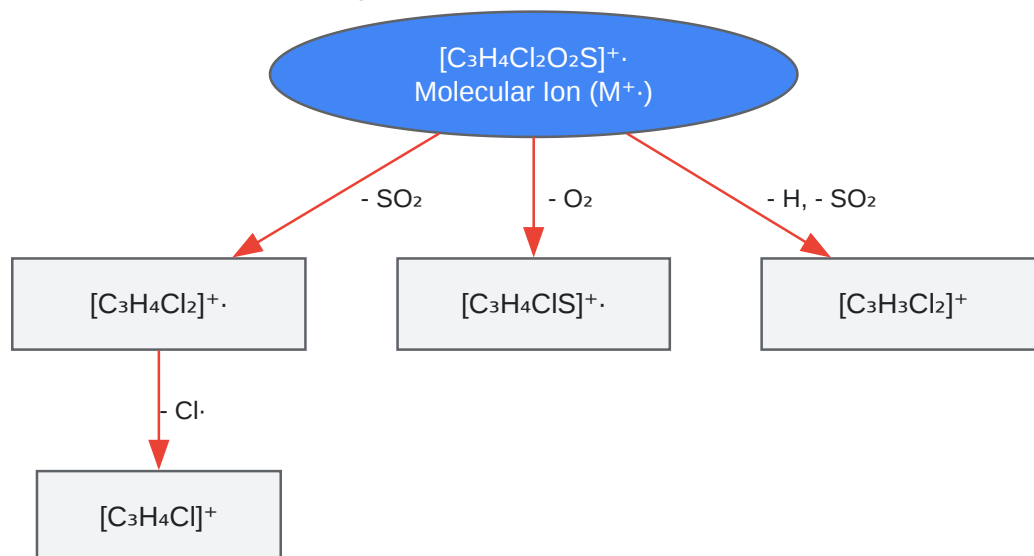 [C₃H₄Cl₂O₂S]⁺·
Molecular Ion (M⁺·)
- SO₂
- O₂
- H, - SO₂
[C₃H₄Cl₂]⁺·
[C₃H₄ClS]⁺·
[C₃H₃Cl₂]⁺
- Cl·
[C₃H₄Cl]⁺